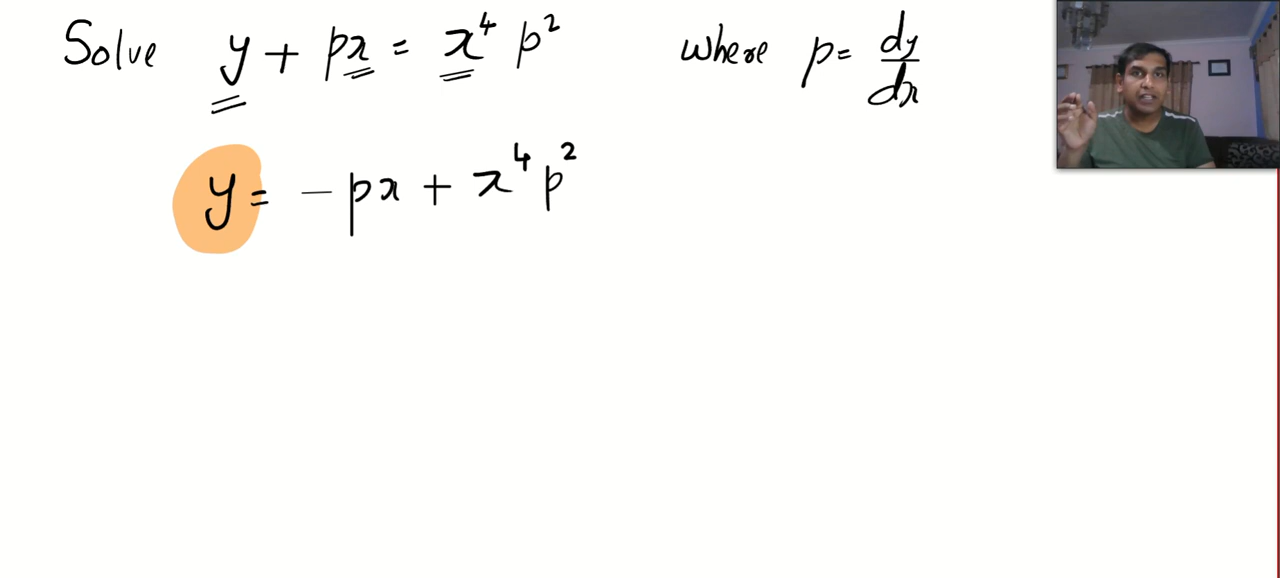 Solve y + px = x⁴ p² where p = dy/dx
y = - px + x⁴ p²